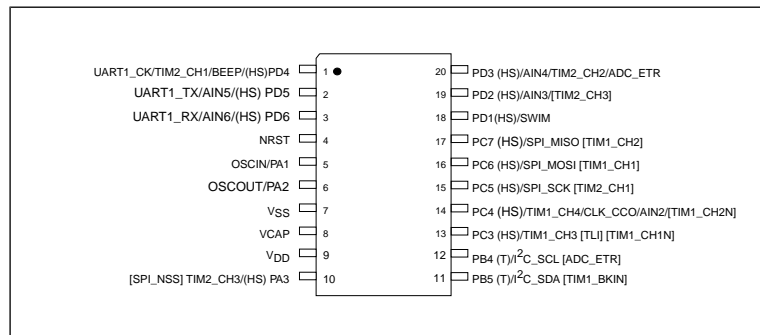 UART1_CK/TIM2_CH1/BEEP/(HS)PD4 1 20 PD3 (HS)/AIN4/TIM2_CH2/ADC_ETR
UART1_TX/AIN5/(HS) PD5 2 19 PD2 (HS)/AIN3/[TIM2_CH3]
UART1_RX/AIN6/(HS) PD6 3 18 PD1(HS)/SWIM
NRST 4 17 PC7 (HS)/SPI_MISO [TIM1_CH2]
OSCIN/PA1 5 16 PC6 (HS)/SPI_MOSI [TIM1_CH1]
OSCOUT/PA2 6 15 PC5 (HS)/SPI_SCK [TIM2_CH1]
VSS 7 14 PC4 (HS)/TIM1_CH4/CLK_CCO/AIN2/[TIM1_CH2N]
VCAP 8 13 PC3 (HS)/TIM1_CH3 [TLI] [TIM1_CH1N]
VDD 9 12 PB4 (T)/I²C_SCL [ADC_ETR]
[SPI_NSS] TIM2_CH3/(HS) PA3 10 11 PB5 (T)/I²C_SDA [TIM1_BKIN]